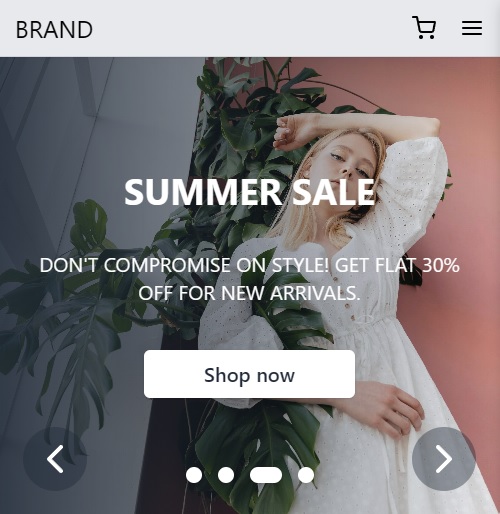 BRAND
SUMMER SALE
DON'T COMPROMISE ON STYLE! GET FLAT 30%
OFF FOR NEW ARRIVALS.
Shop now